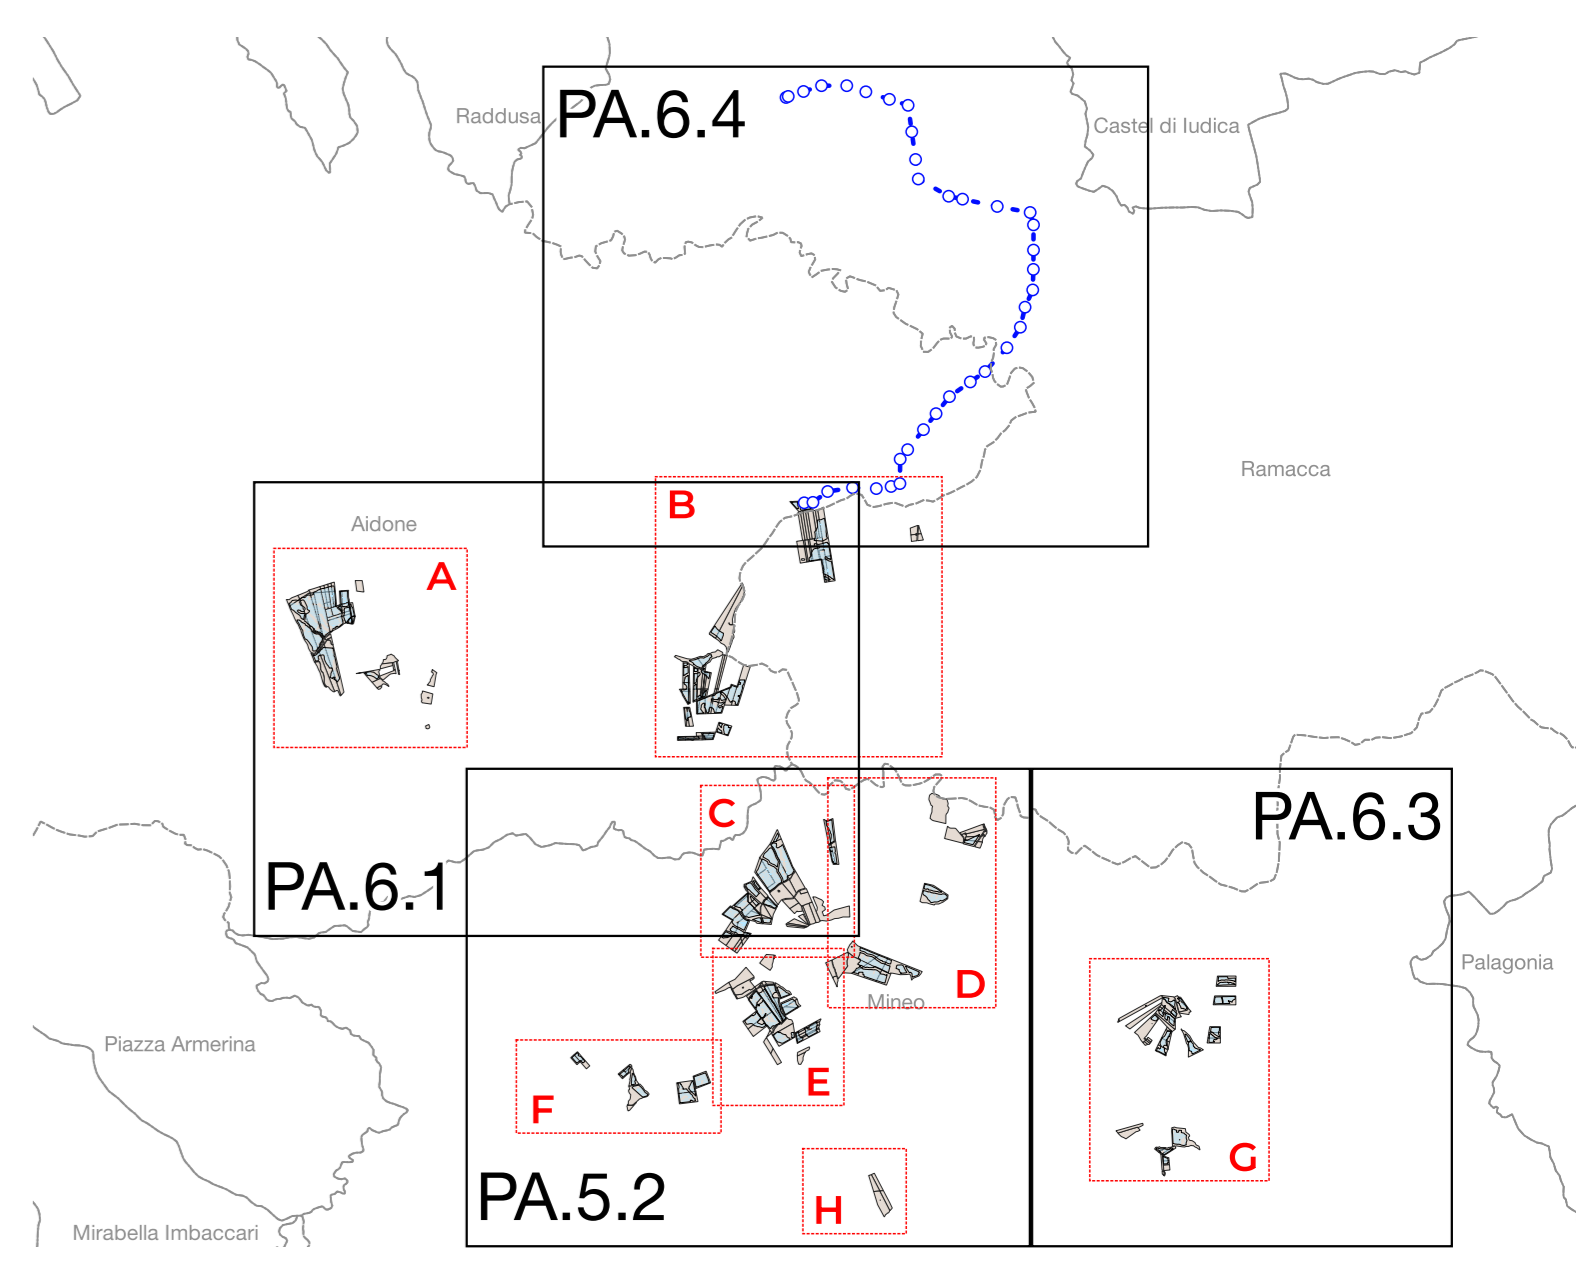 Raddusa
PA.6.4
Castel di Iudica
Ramacca
B
Aidone
A
C
PA.6.3
PA.6.1
Palagonia
D
Mineo
Piazza Armerina
E
F
G
PA.5.2
H
Mirabella Imbaccari